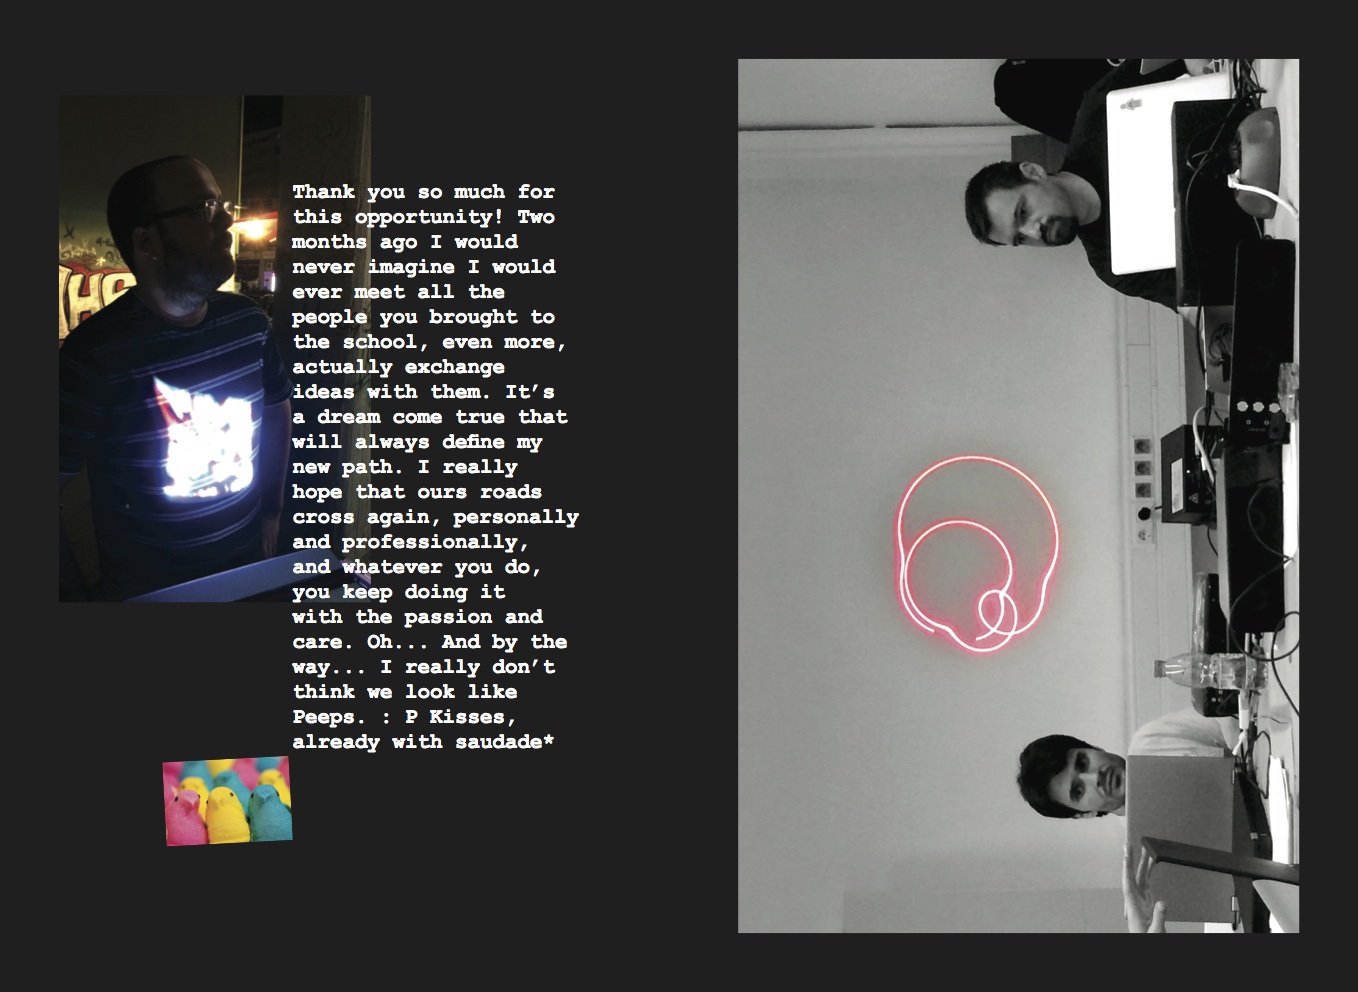 Thank you so much for
this opportunity! Two
months ago I would
never imagine I would
ever meet all the
people you brought to
the school, even more,
actually exchange
ideas with them. It’s
a dream come true that
will always define my
new path. I really
hope that ours roads
cross again, personally
and professionally,
and whatever you do,
you keep doing it
with the passion and
care. Oh... And by the
way... I really don’t
think we look like
Peeps. : P Kisses,
already with saudade*